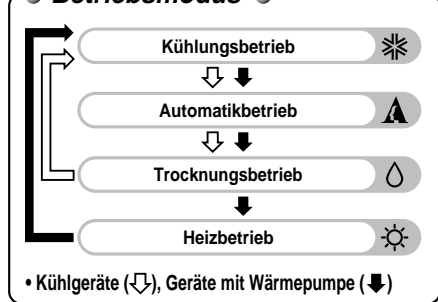 Betriebsmodus
Kühlungsbetrieb
Automatikbetrieb
Trocknungsbetrieb
Heizbetrieb
• Kühlgeräte (⇩), Geräte mit Wärmepumpe (⬇)